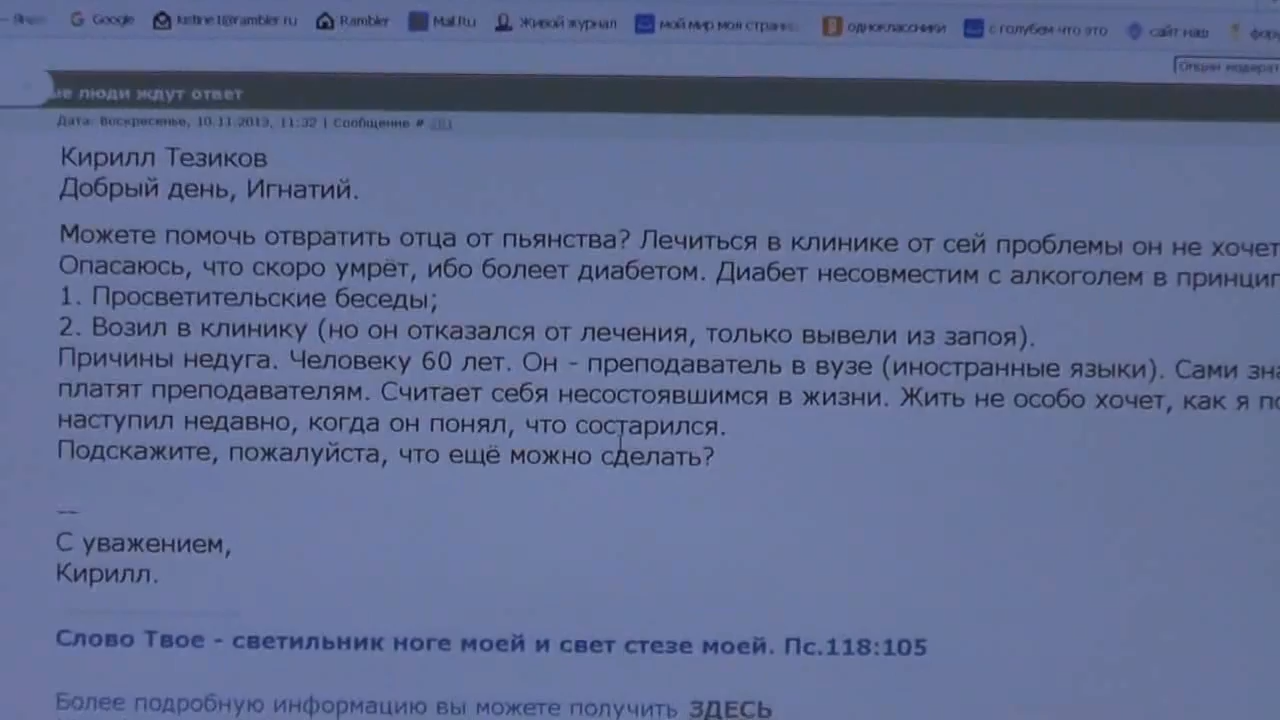 Google
Rambler
Mail.Ru
живой журнал
мой мир моя
одноклассники
с голубем что это
сайт наш
Опции
люди ждут ответ
Дата: Воскресенье, 10.11.2013, 11:32 | Сообщение #
Кирилл Тезиков
Добрый день, Игнатий.
Можете помочь отвратить отца от пьянства? Лечиться в клинике от сей проблемы он не хочет
Опасаюсь, что скоро умрёт, ибо болеет диабетом. Диабет несовместим с алкоголем в принцип
1. Просветительские беседы;
2. Возил в клинику (но он отказался от лечения, только вывели из запоя).
Причины недуга. Человеку 60 лет. Он - преподаватель в вузе (иностранные языки). Сами зна
платят преподавателям. Считает себя несостоявшимся в жизни. Жить не особо хочет, как я по
наступил недавно, когда он понял, что состарился.
Подскажите, пожалуйста, что ещё можно сделать?
--
С уважением,
Кирилл.
Слово Твое - светильник ноге моей и свет стезе моей. Пс.118:105
Более подробную информацию вы можете получить ЗДЕСЬ